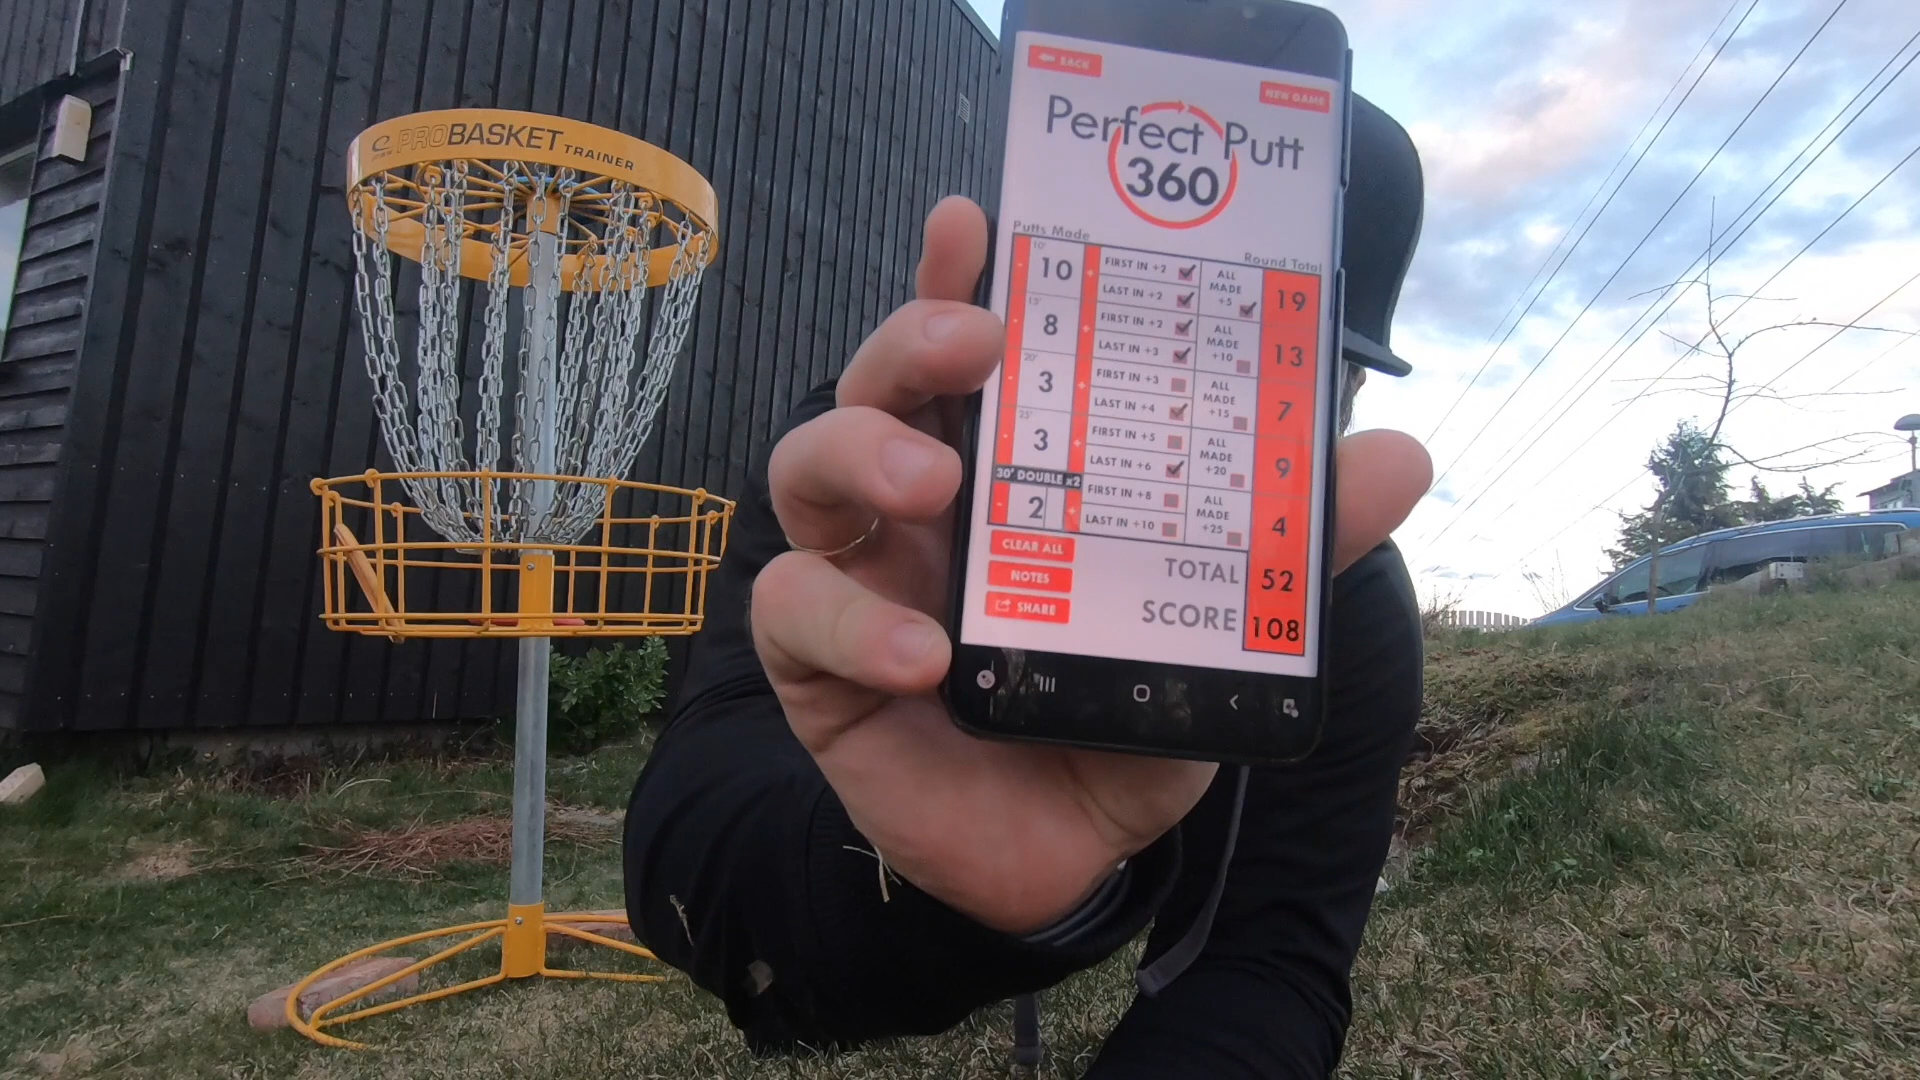 PROBASKET TRAINER
BACK
NEW GAME
Perfect Putt
360
Putts Made
Round Total
10'
10
FIRST IN +2
LAST IN +2
ALL MADE +5
19
15'
8
FIRST IN +2
LAST IN +3
ALL MADE +10
13
20'
3
FIRST IN +3
LAST IN +4
ALL MADE +15
7
25'
3
FIRST IN +5
LAST IN +6
ALL MADE +20
9
30' DOUBLE x2
2
FIRST IN +8
LAST IN +10
ALL MADE +25
4
CLEAR ALL
NOTES
SHARE
TOTAL 52
SCORE 108